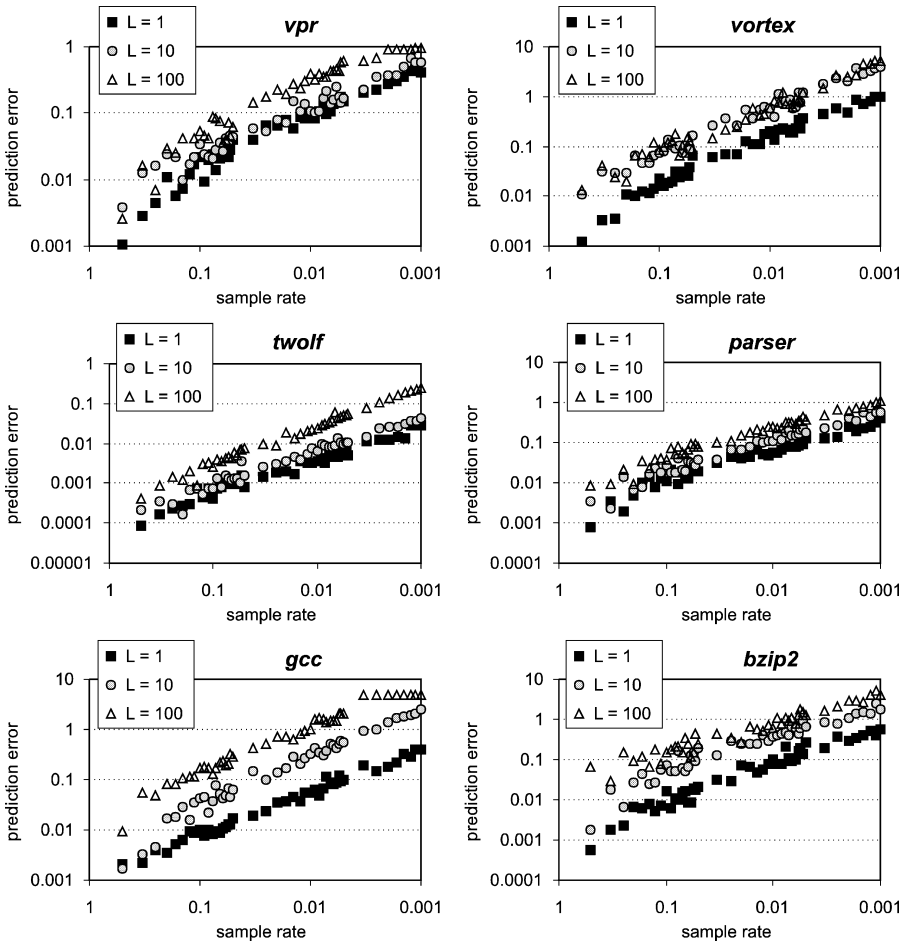 vpr
L = 1
L = 10
L = 100
prediction error
1
0.1
0.01
0.001
1
0.1
0.01
0.001
sample rate
vortex
L = 1
L = 10
L = 100
prediction error
10
1
0.1
0.01
0.001
1
0.1
0.01
0.001
sample rate
twolf
L = 1
L = 10
L = 100
prediction error
1
0.1
0.01
0.001
0.0001
0.00001
1
0.1
0.01
0.001
sample rate
parser
L = 1
L = 10
L = 100
prediction error
10
1
0.1
0.01
0.001
0.0001
1
0.1
0.01
0.001
sample rate
gcc
L = 1
L = 10
L = 100
prediction error
10
1
0.1
0.01
0.001
1
0.1
0.01
0.001
sample rate
bzip2
L = 1
L = 10
L = 100
prediction error
10
1
0.1
0.01
0.001
0.0001
1
0.1
0.01
0.001
sample rate